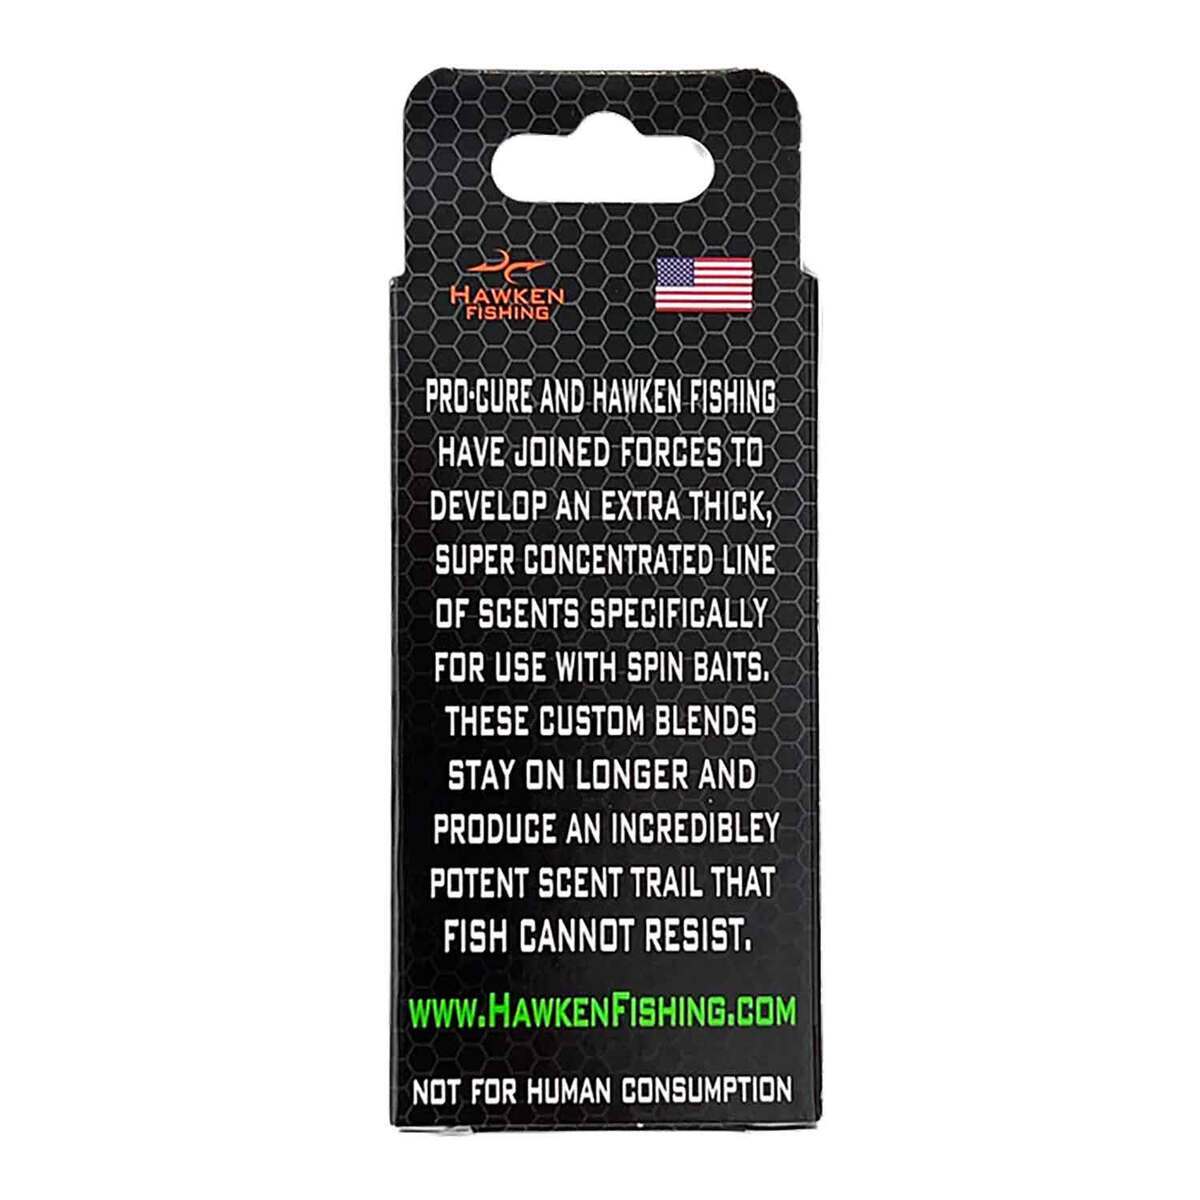 HAWKEN
FISHING
PRO-CURE AND HAWKEN FISHING
HAVE JOINED FORCES TO
DEVELOP AN EXTRA THICK,
SUPER CONCENTRATED LINE
OF SCENTS SPECIFICALLY
FOR USE WITH SPIN BAITS.
THESE CUSTOM BLENDS
STAY ON LONGER AND
PRODUCE AN INCREDIBLEY
POTENT SCENT TRAIL THAT
FISH CANNOT RESIST.
WWW.HAWKENFISHING.COM
NOT FOR HUMAN CONSUMPTION